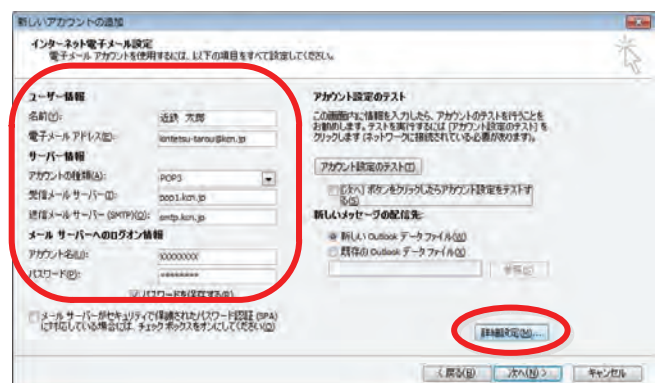 新しいアカウントの追加
インターネット電子メール設定
電子メール アカウントを使用するには、以下の項目をすべて設定してください。
ユーザー情報
名前(Y):
近鉄 太郎
電子メール アドレス(E):
kintetsu-tarou@kcn.jp
サーバー情報
アカウントの種類(A):
POP3
受信メール サーバー(I):
pop1.kcn.jp
送信メール サーバー (SMTP)(O):
smtp.kcn.jp
メール サーバーへのログオン情報
アカウント名(U):
xxxxxxxx
パスワード(P):
********
パスワードを保存する(R)
メール サーバーがセキュリティで保護されたパスワード認証 (SPA)
に対応している場合には、チェック ボックスをオンにしてください(Q)
アカウント設定のテスト
この画面内に情報を入力したら、アカウントのテストを行うことを
お勧めします。テストを実行するには [アカウント設定のテスト] を
クリックします (ネットワークに接続されている必要があります)。
アカウント設定のテスト(T)
[次へ] ボタンをクリックしたらアカウント設定をテストす
る(S)
新しいメッセージの配信先:
新しい Outlook データ ファイル(W)
既存の Outlook データ ファイル(X)
参照(S)
詳細設定(M)...
< 戻る(B)
次へ(N) >
キャンセル